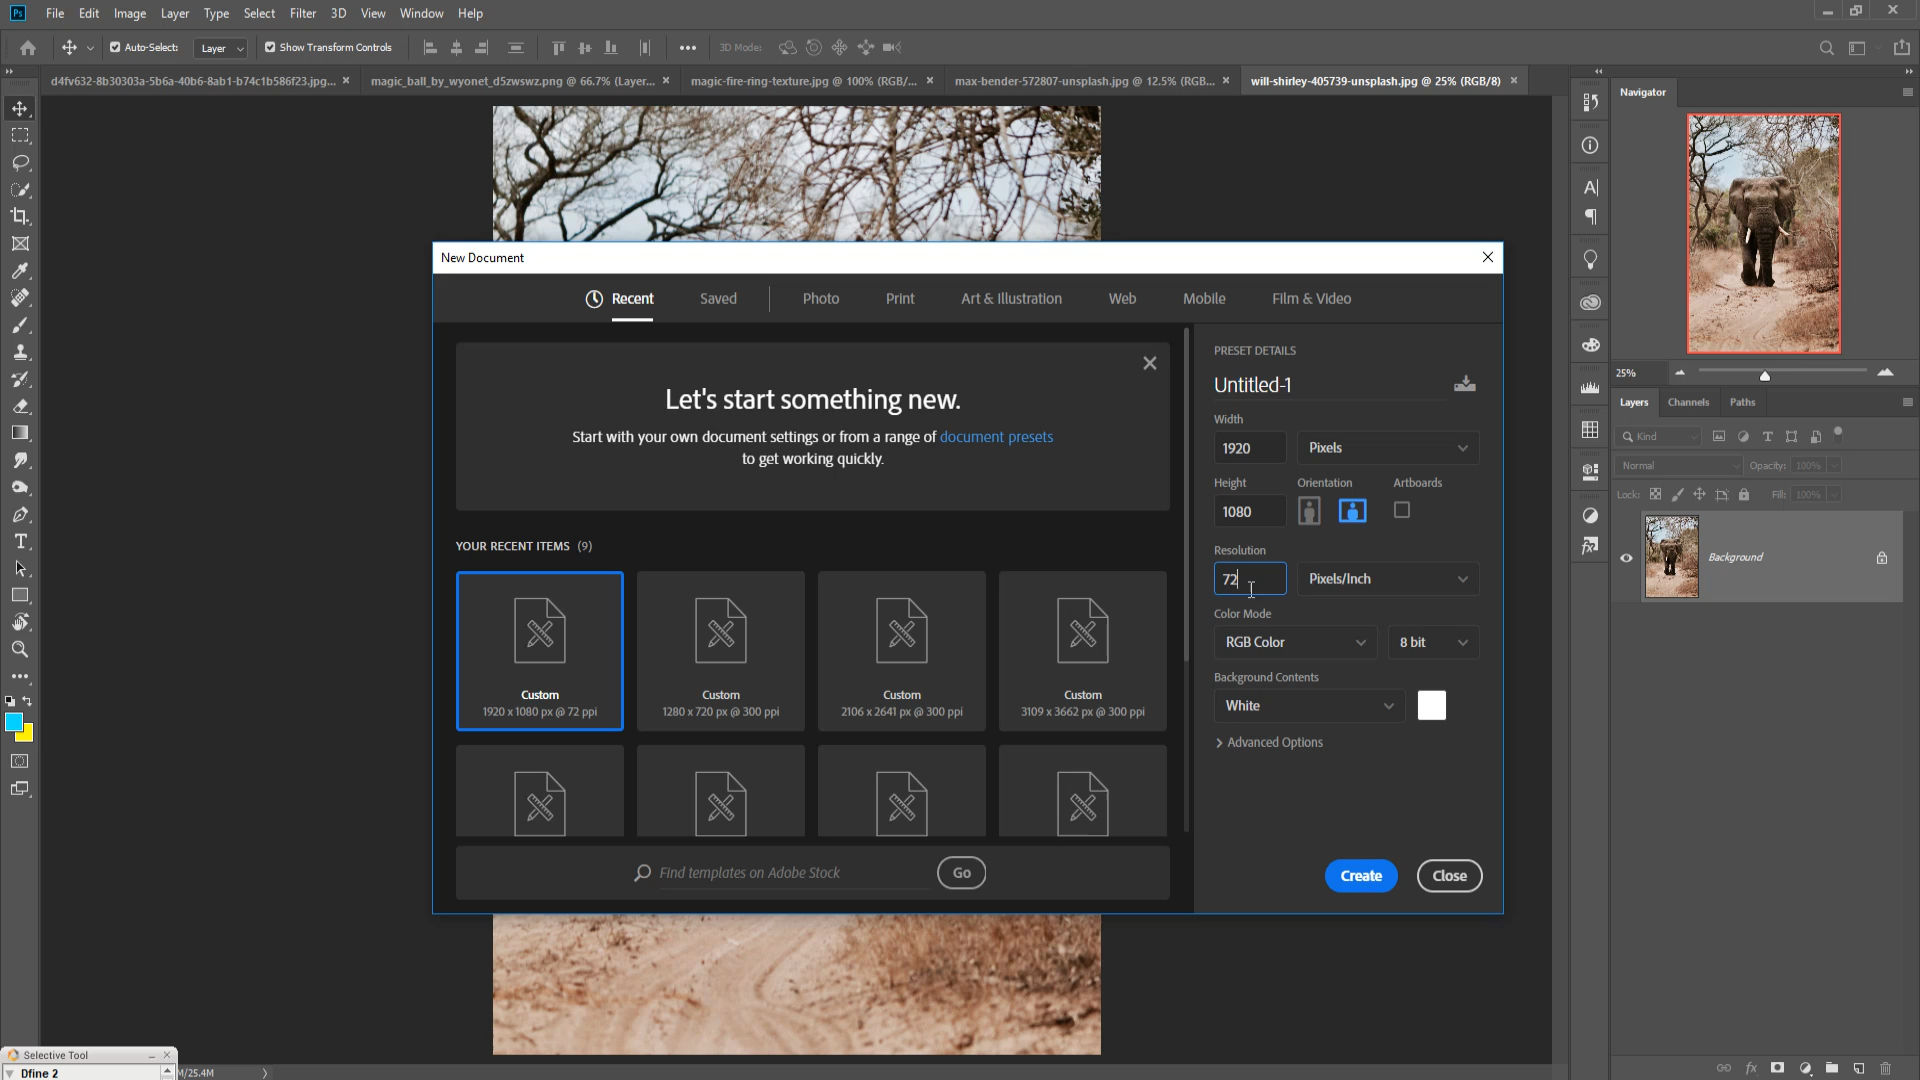 Ps File Edit Image Layer Type Select Filter 3D View Window Help
Auto-Select: Layer Show Transform Controls 3D Mode:
d4fv632-8b30303a-5b6a-40b6-8ab1-b74c1b586f23.jpg... × magic_ball_by_wyonet_d5zwswz.png @ 66.7% (Layer... × magic-fire-ring-texture.jpg @ 100% (RGB/... × max-bender-572807-unsplash.jpg @ 12.5% (RGB... × will-shirley-405739-unsplash.jpg @ 25% (RGB/8) ×
Navigator
25%
Layers Channels Paths
Kind
Normal Opacity: 100%
Lock: Fill: 100%
Background
New Document
Recent Saved Photo Print Art & Illustration Web Mobile Film & Video
Let's start something new.
Start with your own document settings or from a range of document presets
to get working quickly.
YOUR RECENT ITEMS (9)
Custom
1920 x 1080 px @ 72 ppi
Custom
1280 x 720 px @ 300 ppi
Custom
2106 x 2641 px @ 300 ppi
Custom
3109 x 3662 px @ 300 ppi
Find templates on Adobe Stock Go
PRESET DETAILS
Untitled-1
Width
1920 Pixels
Height Orientation Artboards
1080
Resolution
72 Pixels/Inch
Color Mode
RGB Color 8 bit
Background Contents
White
Advanced Options
Create Close
Selective Tool
Dfine 2
M/25.4M